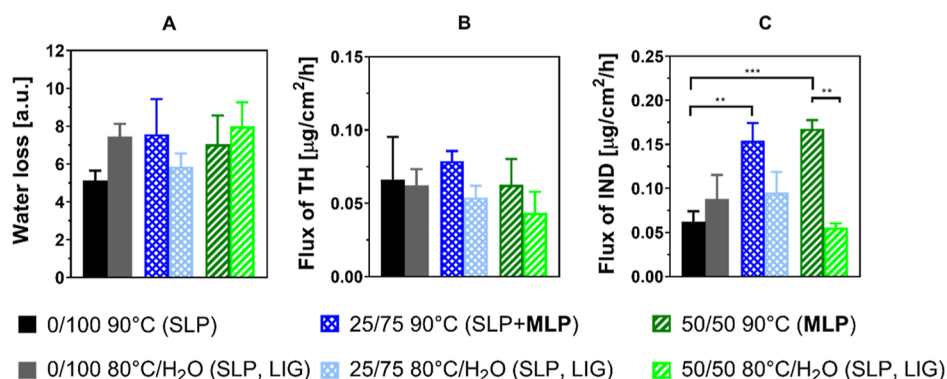 A
B
C
Water loss [a.u.]
12
10
8
6
4
2
0
Flux of TH [µg/cm²/h]
0.15
0.10
0.05
0.00
Flux of IND [µg/cm²/h]
0.25
0.20
0.15
0.10
0.05
0.00
***
**
**
0/100 90°C (SLP)
25/75 90°C (SLP+MLP)
50/50 90°C (MLP)
0/100 80°C/H₂O (SLP, LIG)
25/75 80°C/H₂O (SLP, LIG)
50/50 80°C/H₂O (SLP, LIG)